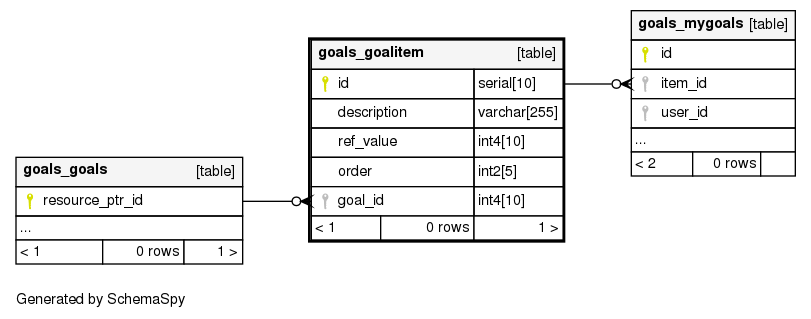 goals_mygoals [table]
id
item_id
user_id
...
< 2 0 rows
goals_goalitem [table]
id serial[10]
description varchar[255]
ref_value int4[10]
order int2[5]
goal_id int4[10]
< 1 0 rows 1 >
goals_goals [table]
resource_ptr_id
...
< 1 0 rows 1 >
Generated by SchemaSpy